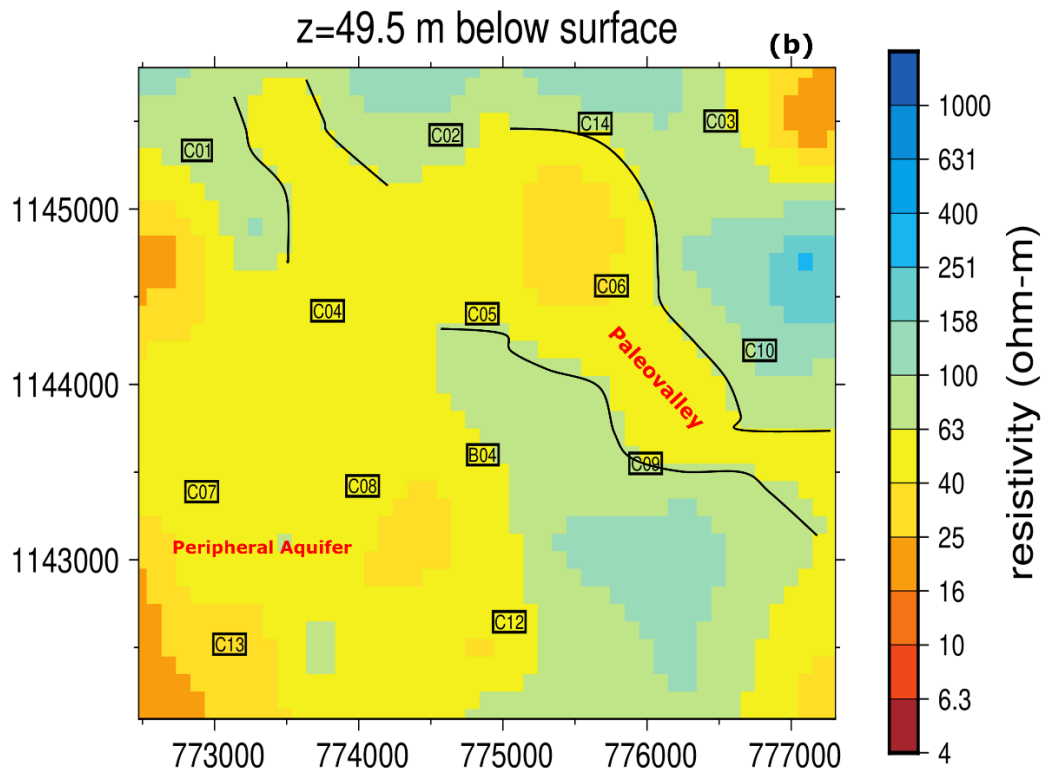 z=49.5 m below surface
(b)
C01
C02
C14
C03
C04
C05
C06
C10
Paleovalley
B04
C09
C07
C08
Peripheral Aquifer
C12
C13
1145000
1144000
1143000
773000 774000 775000 776000 777000
1000
631
400
251
158
100
63
40
25
16
10
6.3
4
resistivity (ohm-m)